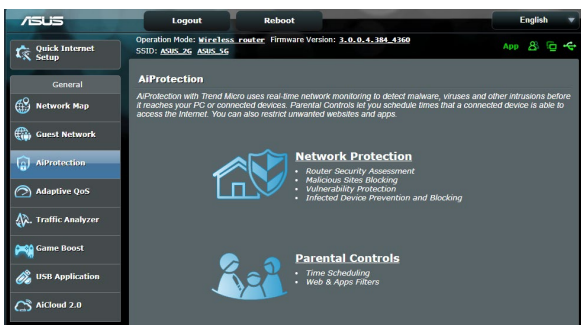 ASUS
Logout
Reboot
English
Quick Internet
Setup
Operation Mode: Wireless router Firmware Version: 3.0.0.4.384_4360
SSID: ASUS_2G ASUS_5G
App
General
Network Map
Guest Network
AiProtection
Adaptive QoS
Traffic Analyzer
Game Boost
USB Application
AiCloud 2.0
AiProtection
AiProtection with Trend Micro uses real-time network monitoring to detect malware, viruses and other intrusions before
it reaches your PC or connected devices. Parental Controls let you schedule times that a connected device is able to
access the Internet. You can also restrict unwanted websites and apps.
Network Protection
• Router Security Assessment
• Malicious Sites Blocking
• Vulnerability Protection
• Infected Device Prevention and Blocking
Parental Controls
• Time Scheduling
• Web & Apps Filters